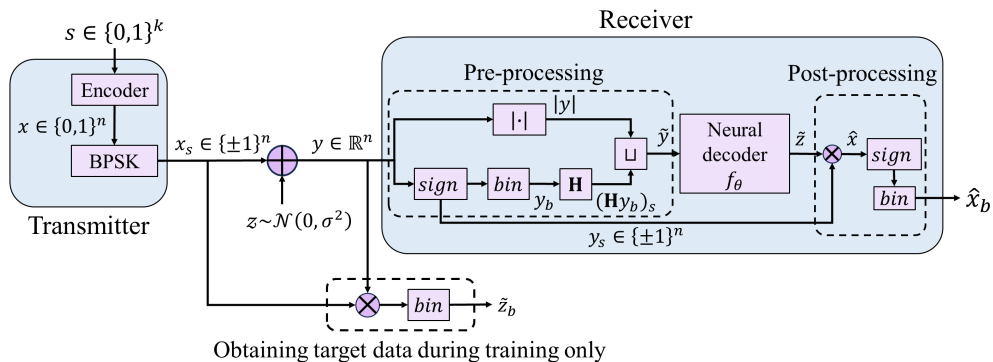 Receiver
s ∈ {0,1}^k
Pre-processing
Post-processing
Encoder
|y|
|·|
x ∈ {0,1}^n
x_s ∈ {±1}^n
y ∈ ℝ^n
ỹ
Neural
decoder
f_θ
z̃
x̂
sign
BPSK
⊔
sign
bin
H
bin
y_b
(Hy_b)_s
x̂̂_b
Transmitter
z~𝒩(0, σ²)
y_s ∈ {±1}^n
bin
z̃_b
Obtaining target data during training only